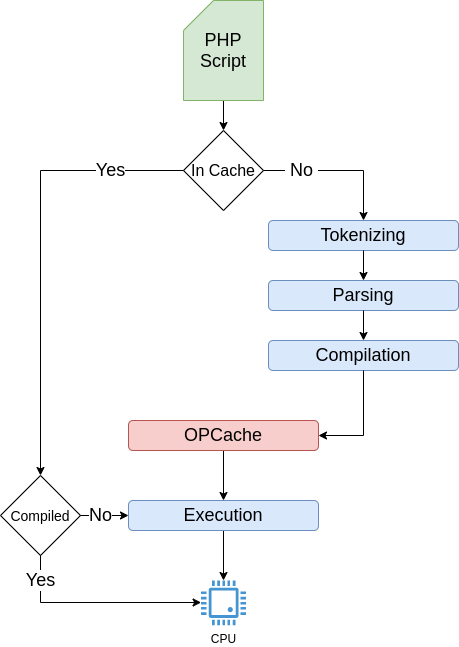 PHP
Script
In Cache
Yes
No
Tokenizing
Parsing
Compilation
OPCache
Compiled
No
Execution
Yes
CPU